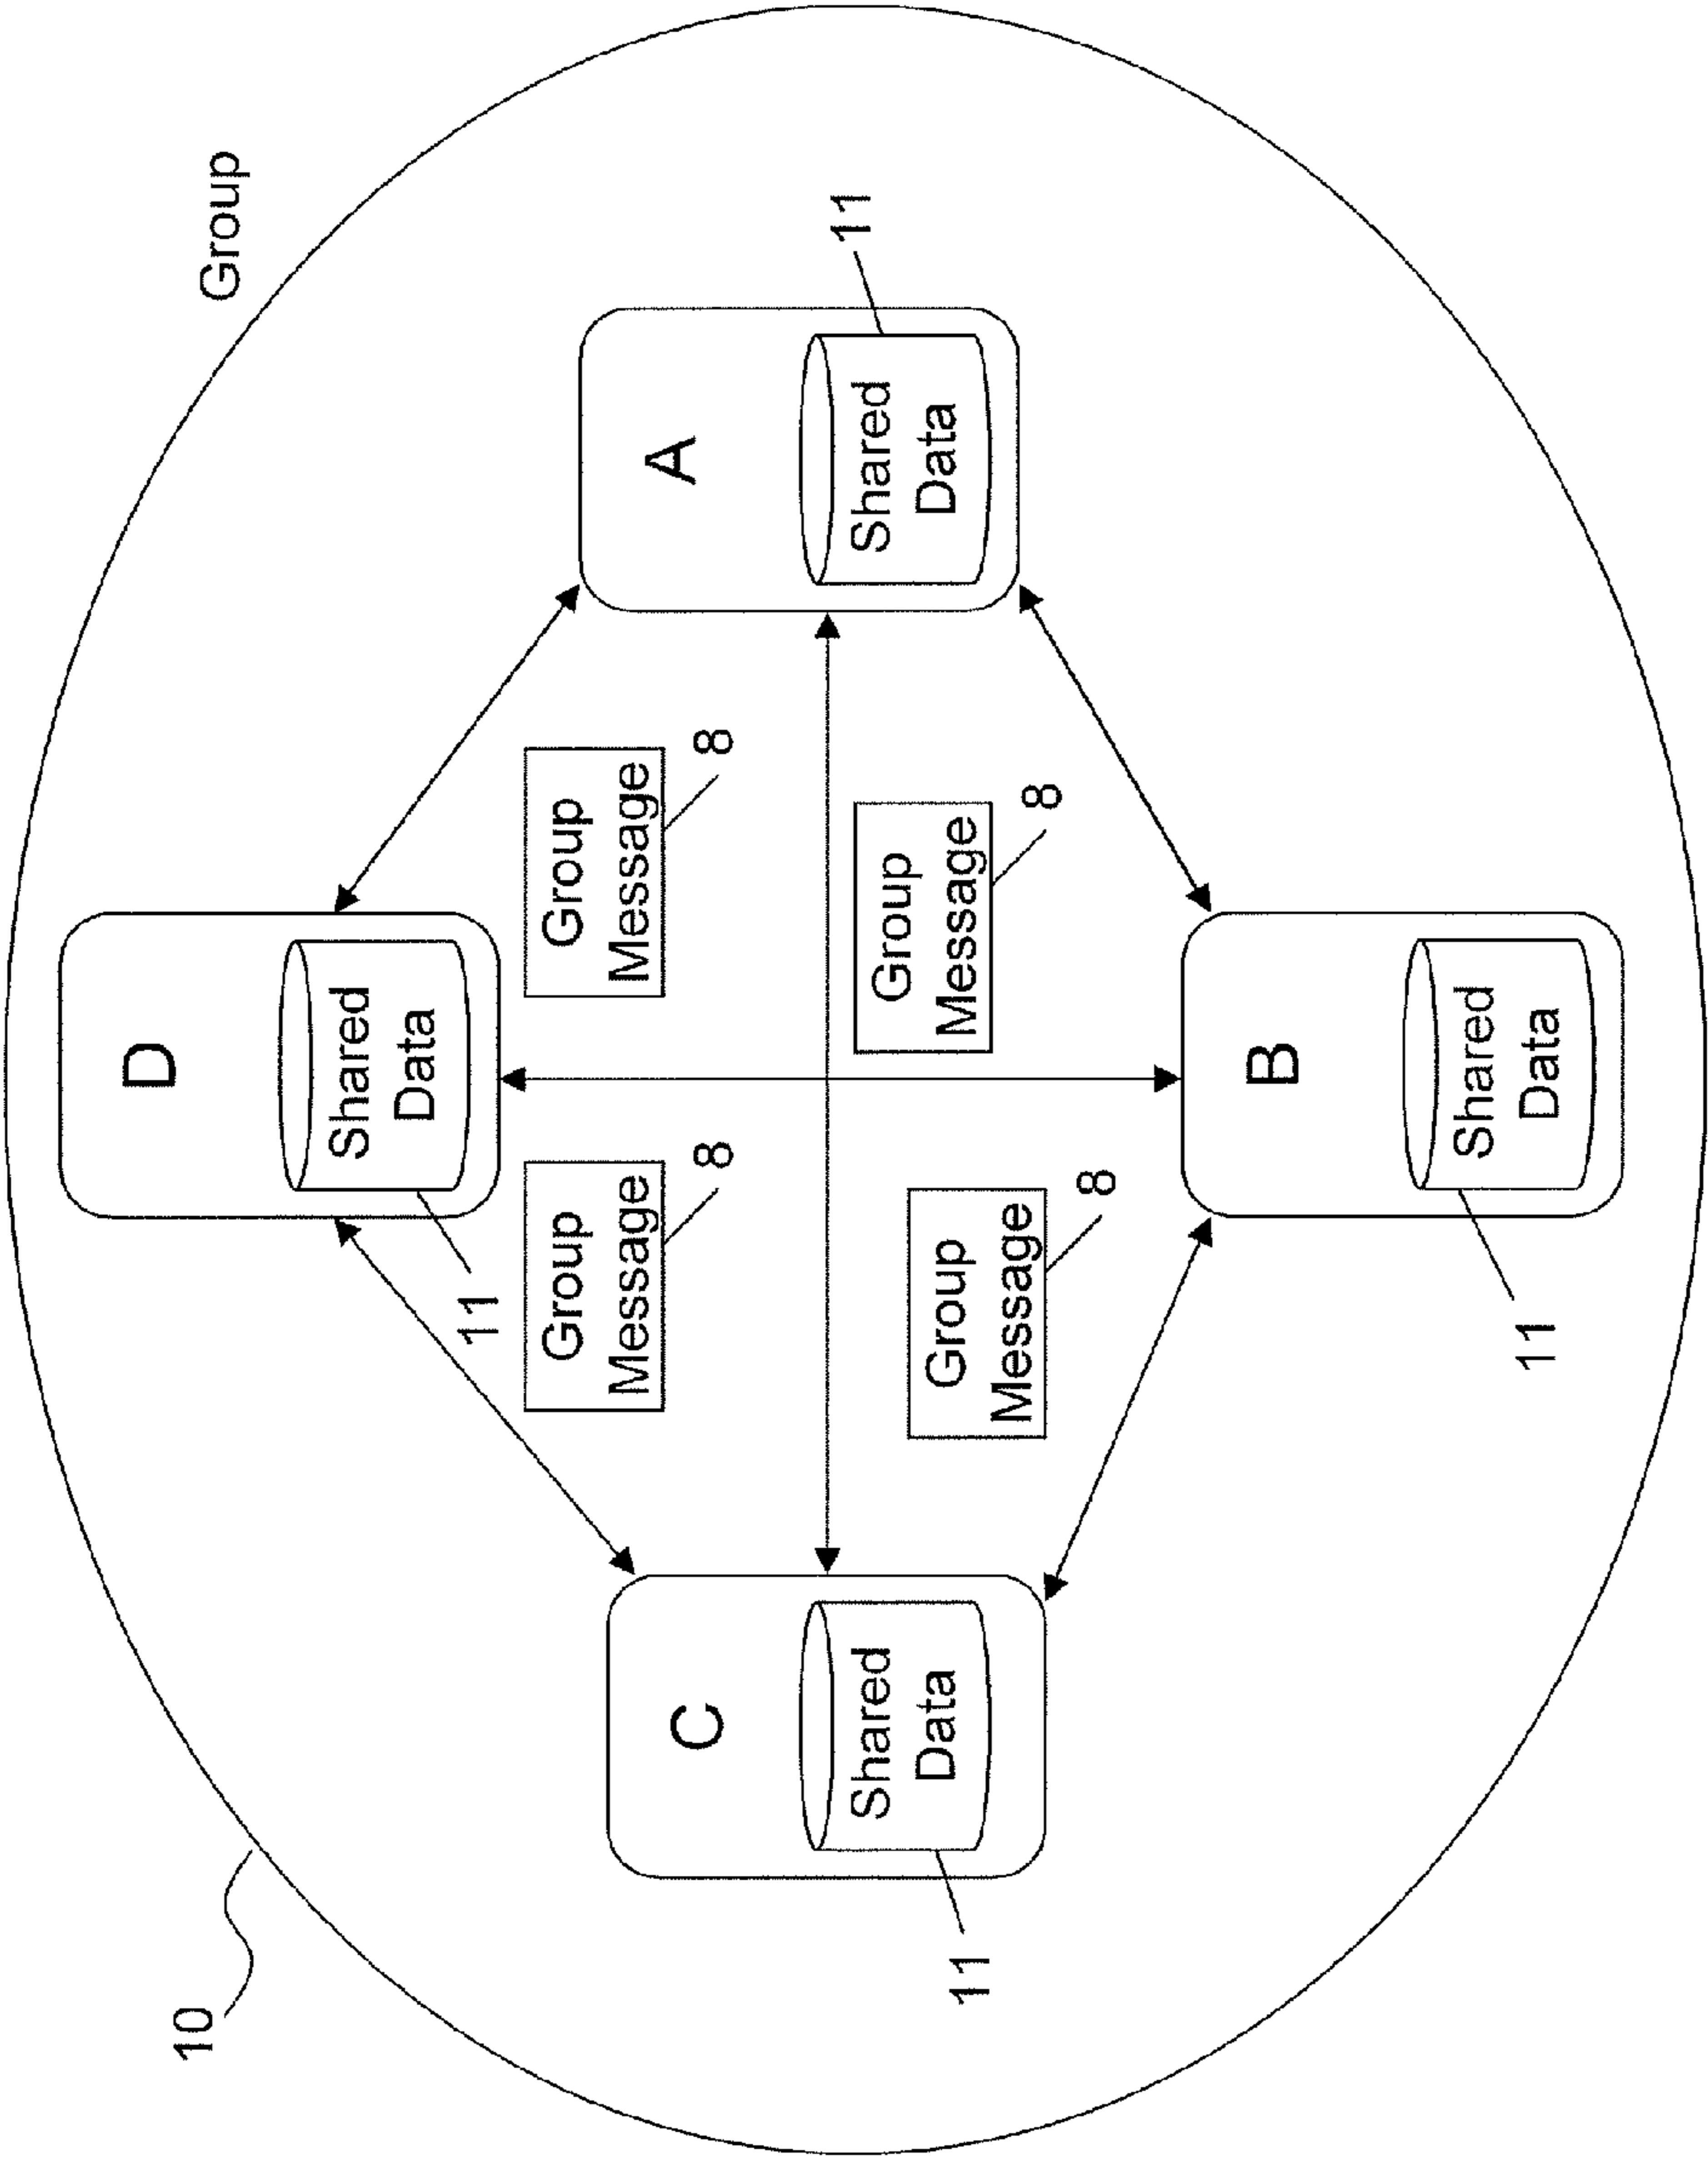 10
Group
D
Shared
Data
11
Group
Message
8
Group
Message
8
C
Shared
Data
11
A
Shared
Data
11
Group
Message
8
Group
Message
8
B
Shared
Data
11